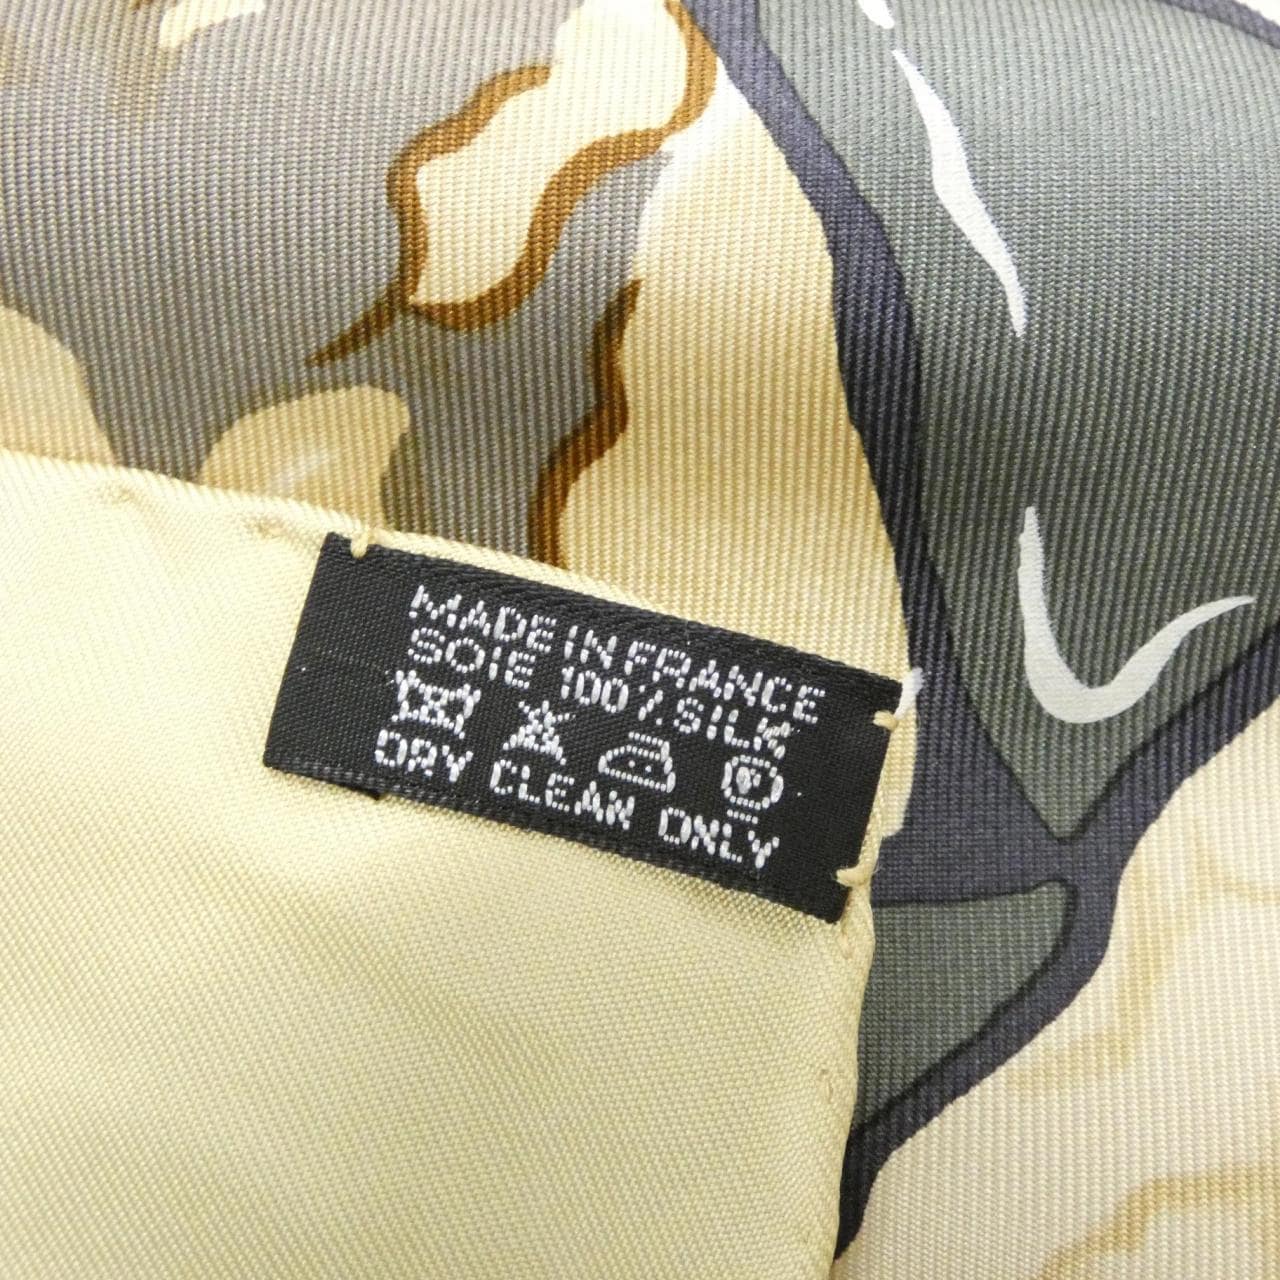 MADE IN FRANCE
SOIE 100% SILK
P
DRY CLEAN ONLY